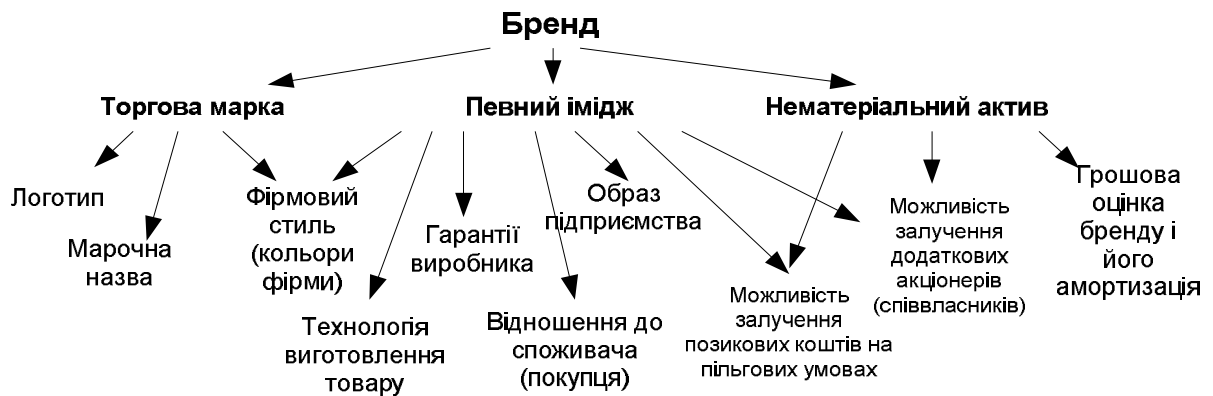 Бренд
Торгова марка
Певний імідж
Нематеріальний актив
Логотип
Марочна
назва
Фірмовий
стиль
(кольори
фірми)
Технологія
виготовлення
товару
Гарантії
виробника
Відношення до
споживача
(покупця)
Образ
підприємства
Можливість
залучення
позикових коштів на
пільгових умовах
Можливість
залучення
додаткових
акціонерів
(співвласників)
Грошова
оцінка
бренду і
його
амортизація